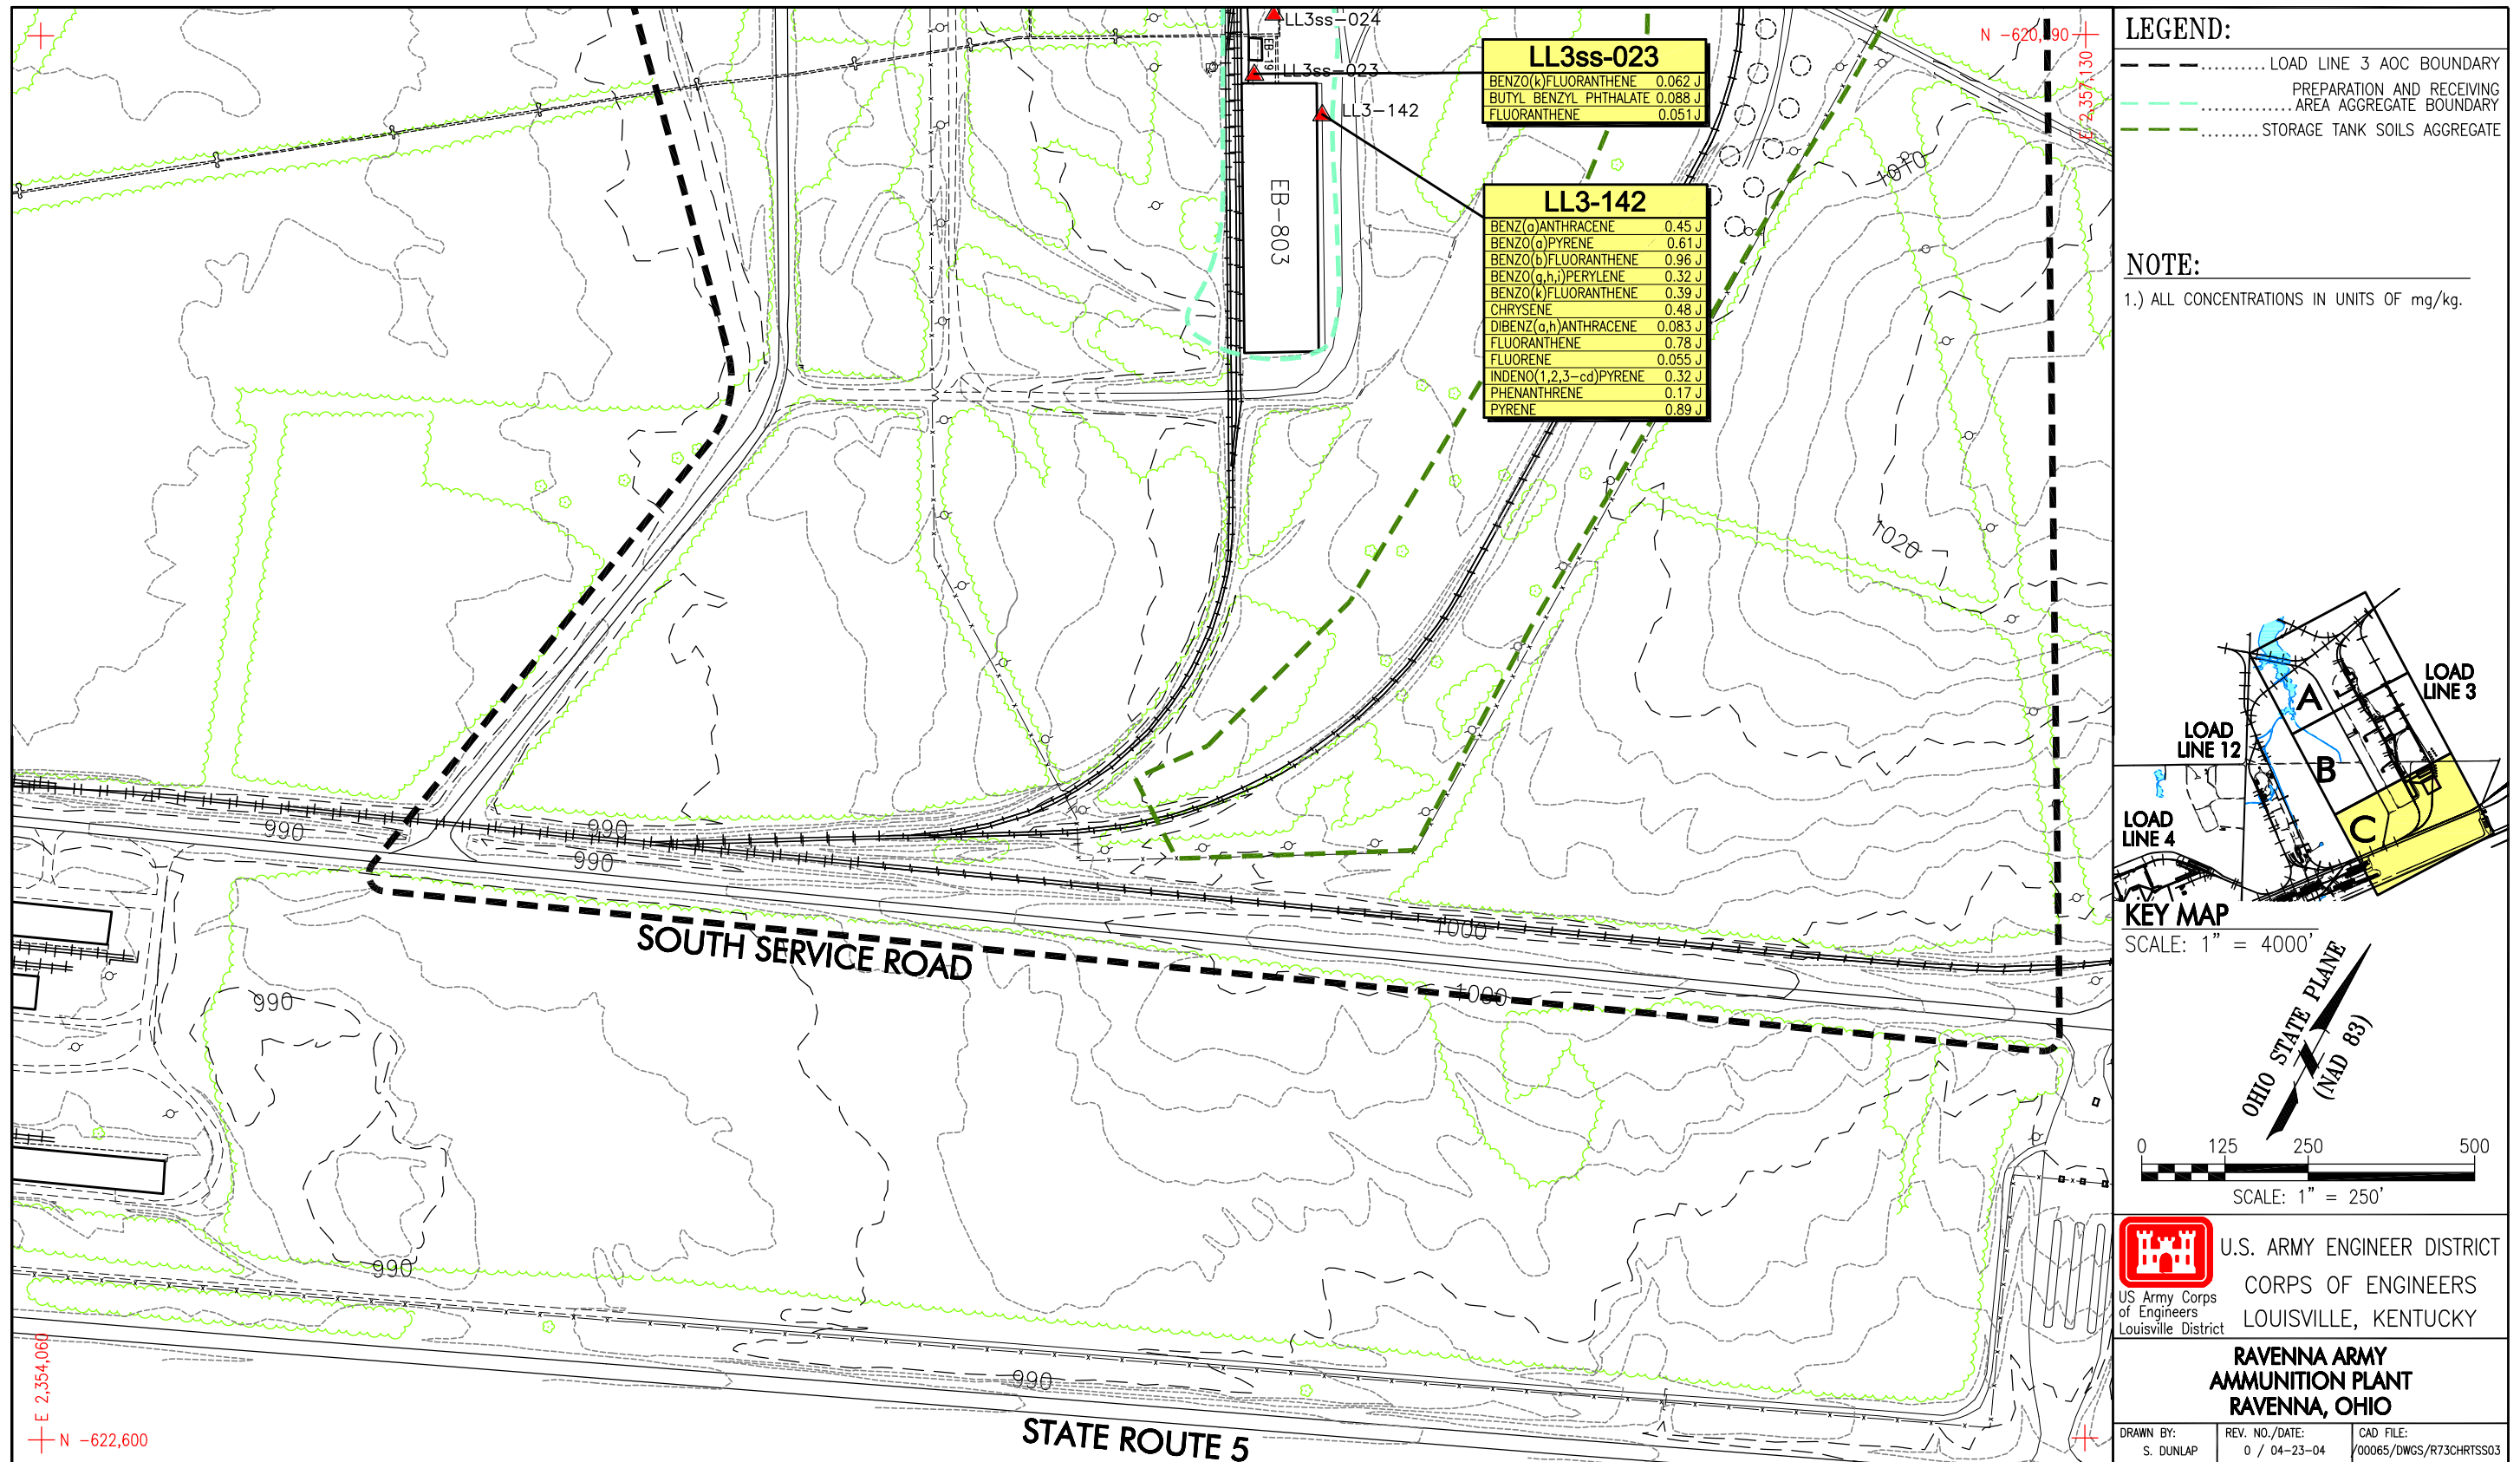 LL3ss-024
EB-19
LL3ss-023
LL3-142
EB-803
LL3ss-023
BENZO(k)FLUORANTHENE 0.062 J
BUTYL BENZYL PHTHALATE 0.088 J
FLUORANTHENE 0.051 J
LL3-142
BENZ(a)ANTHRACENE 0.45 J
BENZO(a)PYRENE 0.61 J
BENZO(b)FLUORANTHENE 0.96 J
BENZO(g,h,i)PERYLENE 0.32 J
BENZO(k)FLUORANTHENE 0.39 J
CHRYSENE 0.48 J
DIBENZ(a,h)ANTHRACENE 0.083 J
FLUORANTHENE 0.78 J
FLUORENE 0.055 J
INDENO(1,2,3-cd)PYRENE 0.32 J
PHENANTHRENE 0.17 J
PYRENE 0.89 J
1010
1020
990
990
990
1000
1000
SOUTH SERVICE ROAD
990
990
990
STATE ROUTE 5
E 2,354,060
N -622,600
E 2,357,130
LEGEND:
.......... LOAD LINE 3 AOC BOUNDARY
PREPARATION AND RECEIVING
............. AREA AGGREGATE BOUNDARY
......... STORAGE TANK SOILS AGGREGATE
NOTE:
1.) ALL CONCENTRATIONS IN UNITS OF mg/kg.
LOAD
LINE 3
A
LOAD
LINE 12
B
LOAD
LINE 4
C
KEY MAP
SCALE: 1" = 4000'
OHIO STATE PLANE
(NAD 83)
0 125 250 500
SCALE: 1" = 250'
US Army Corps
of Engineers
Louisville District
U.S. ARMY ENGINEER DISTRICT
CORPS OF ENGINEERS
LOUISVILLE, KENTUCKY
RAVENNA ARMY
AMMUNITION PLANT
RAVENNA, OHIO
DRAWN BY:
S. DUNLAP
REV. NO./DATE:
0 / 04-23-04
CAD FILE:
/00065/DWGS/R73CHRTSS03